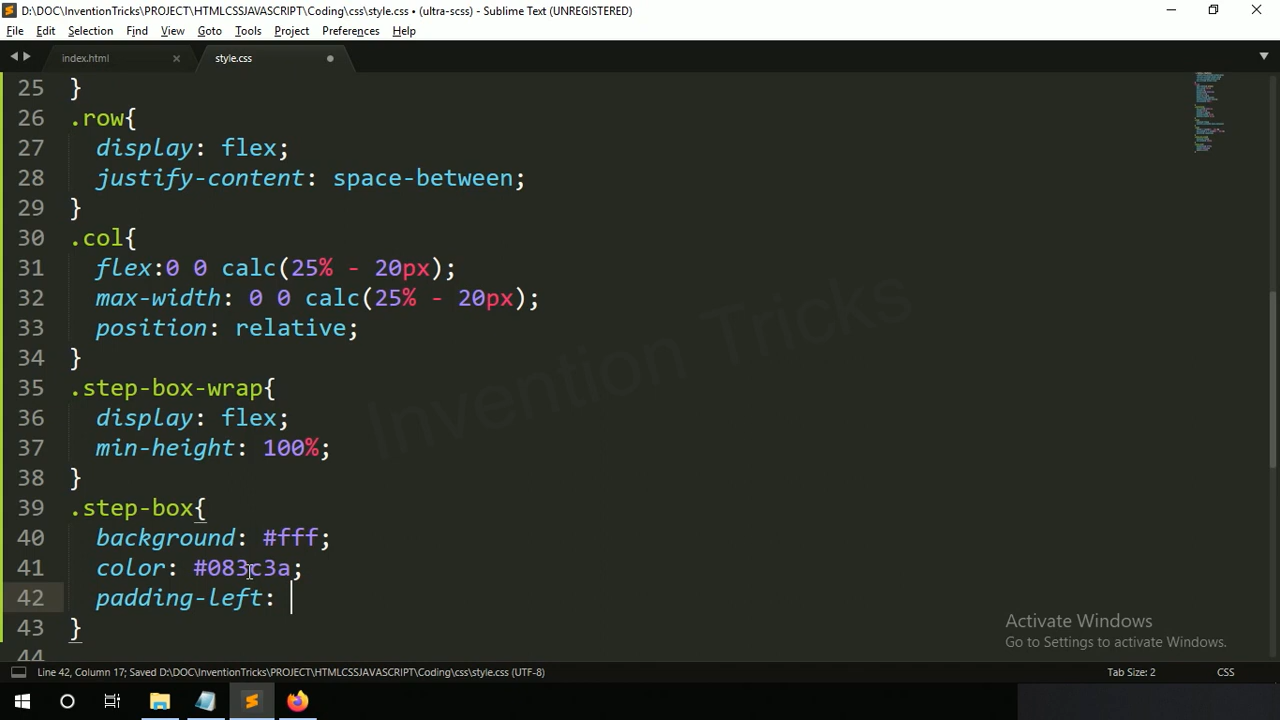 D:\DOC\InventionTricks\PROJECT\HTMLCSSJAVASCRIPT\Coding\css\style.css • (ultra-scss) - Sublime Text (UNREGISTERED)
File Edit Selection Find View Goto Tools Project Preferences Help
index.html style.css
25 }
26 .row{
27 display: flex;
28 justify-content: space-between;
29 }
30 .col{
31 flex:0 0 calc(25% - 20px);
32 max-width: 0 0 calc(25% - 20px);
33 position: relative;
34 }
35 .step-box-wrap{
36 display: flex;
37 min-height: 100%;
38 }
39 .step-box{
40 background: #fff;
41 color: #083c3a;
42 padding-left:
43 }
44
Invention Tricks
Activate Windows
Go to Settings to activate Windows.
Line 42, Column 17; Saved D:\DOC\InventionTricks\PROJECT\HTMLCSSJAVASCRIPT\Coding\css\style.css (UTF-8) Tab Size: 2 CSS